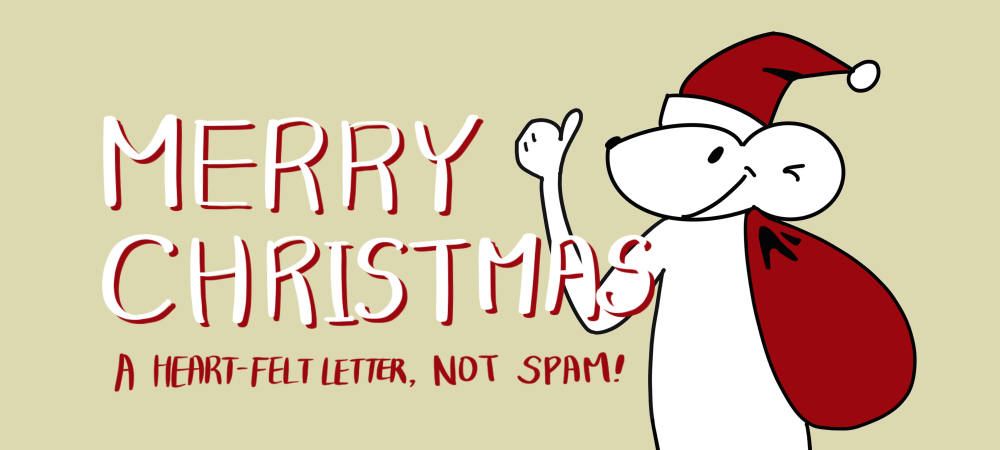 MERRY
CHRISTMAS
A HEART-FELT LETTER, NOT SPAM!